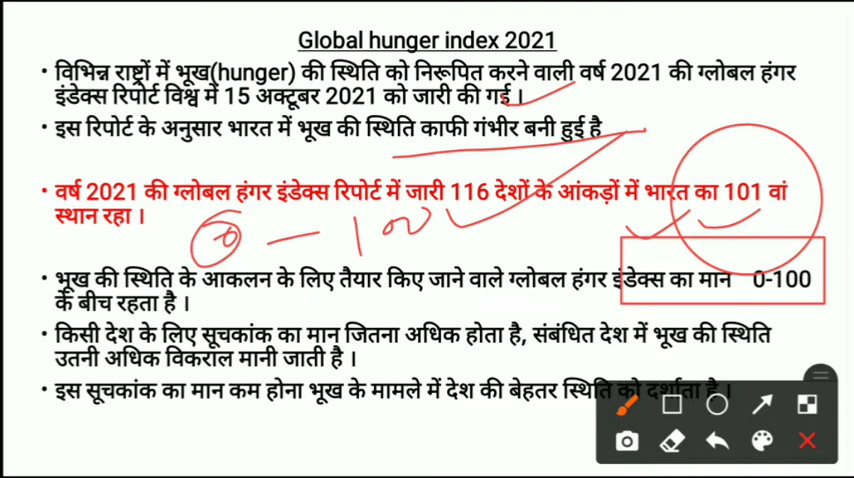 Global hunger index 2021
• विभिन्न राष्ट्रों में भूख(hunger) की स्थिति को निरूपित करने वाली वर्ष 2021 की ग्लोबल हंगर
इंडेक्स रिपोर्ट विश्व में 15 अक्टूबर 2021 को जारी की गई ।
• इस रिपोर्ट के अनुसार भारत में भूख की स्थिति काफी गंभीर बनी हुई है
• वर्ष 2021 की ग्लोबल हंगर इंडेक्स रिपोर्ट में जारी 116 देशों के आंकड़ों में भारत का 101 वां
स्थान रहा ।
0 — 100
• भूख की स्थिति के आकलन के लिए तैयार किए जाने वाले ग्लोबल हंगर इंडेक्स का मान 0-100
के बीच रहता है ।
• किसी देश के लिए सूचकांक का मान जितना अधिक होता है, संबंधित देश में भूख की स्थिति
उतनी अधिक विकराल मानी जाती है ।
• इस सूचकांक का मान कम होना भूख के मामले में देश की बेहतर स्थिति को दर्शाता है ।